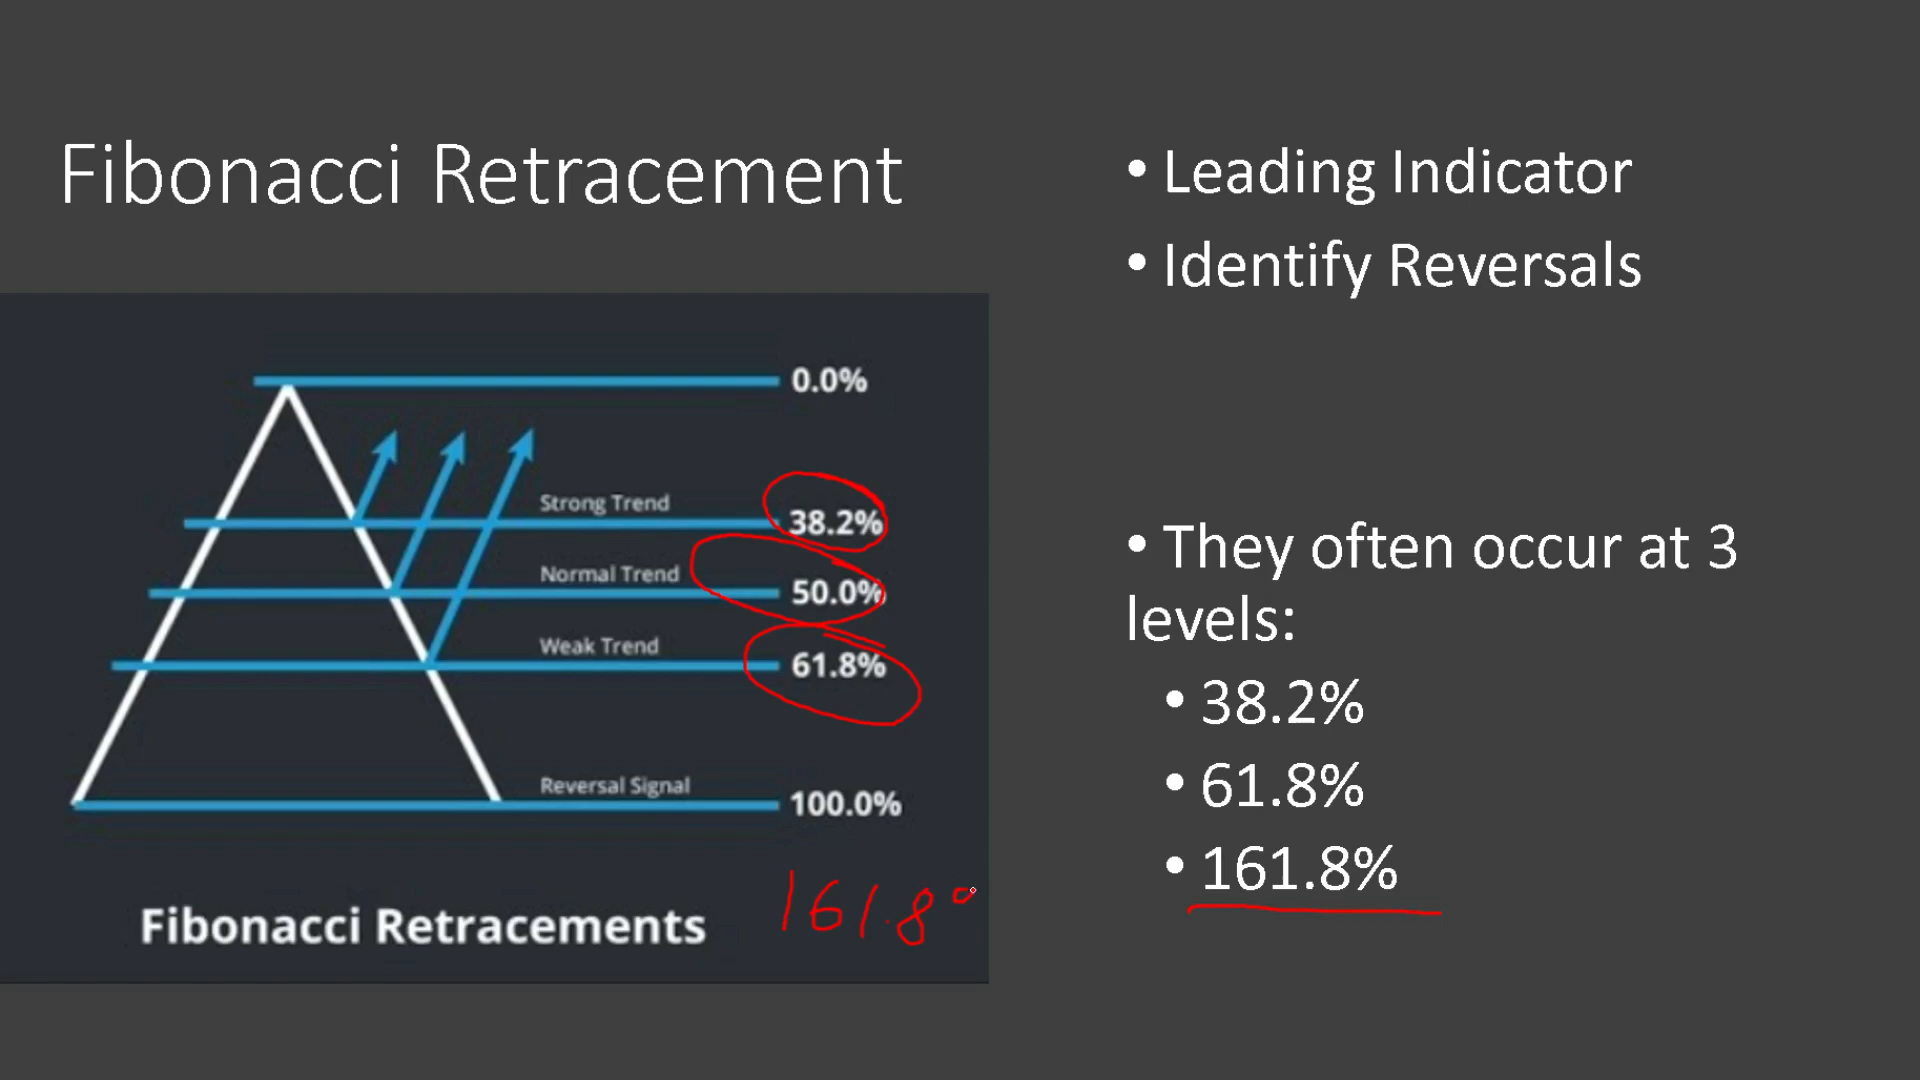 Fibonacci Retracement
0.0%
Strong Trend
38.2%
Normal Trend
50.0%
Weak Trend
61.8%
Reversal Signal
100.0%
Fibonacci Retracements
161.8°
• Leading Indicator
• Identify Reversals
• They often occur at 3
levels:
• 38.2%
• 61.8%
• 161.8%